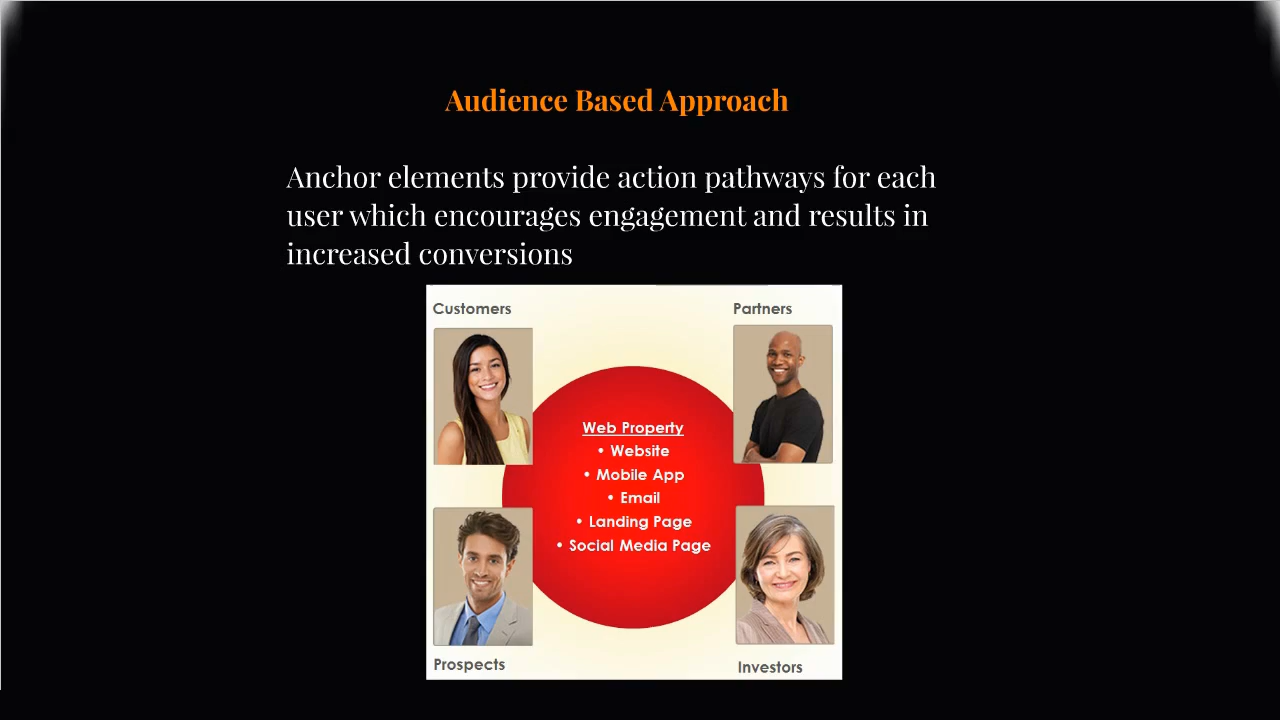 Audience Based Approach
Anchor elements provide action pathways for each
user which encourages engagement and results in
increased conversions
Customers
Partners
Web Property
• Website
• Mobile App
• Email
• Landing Page
• Social Media Page
Prospects
Investors